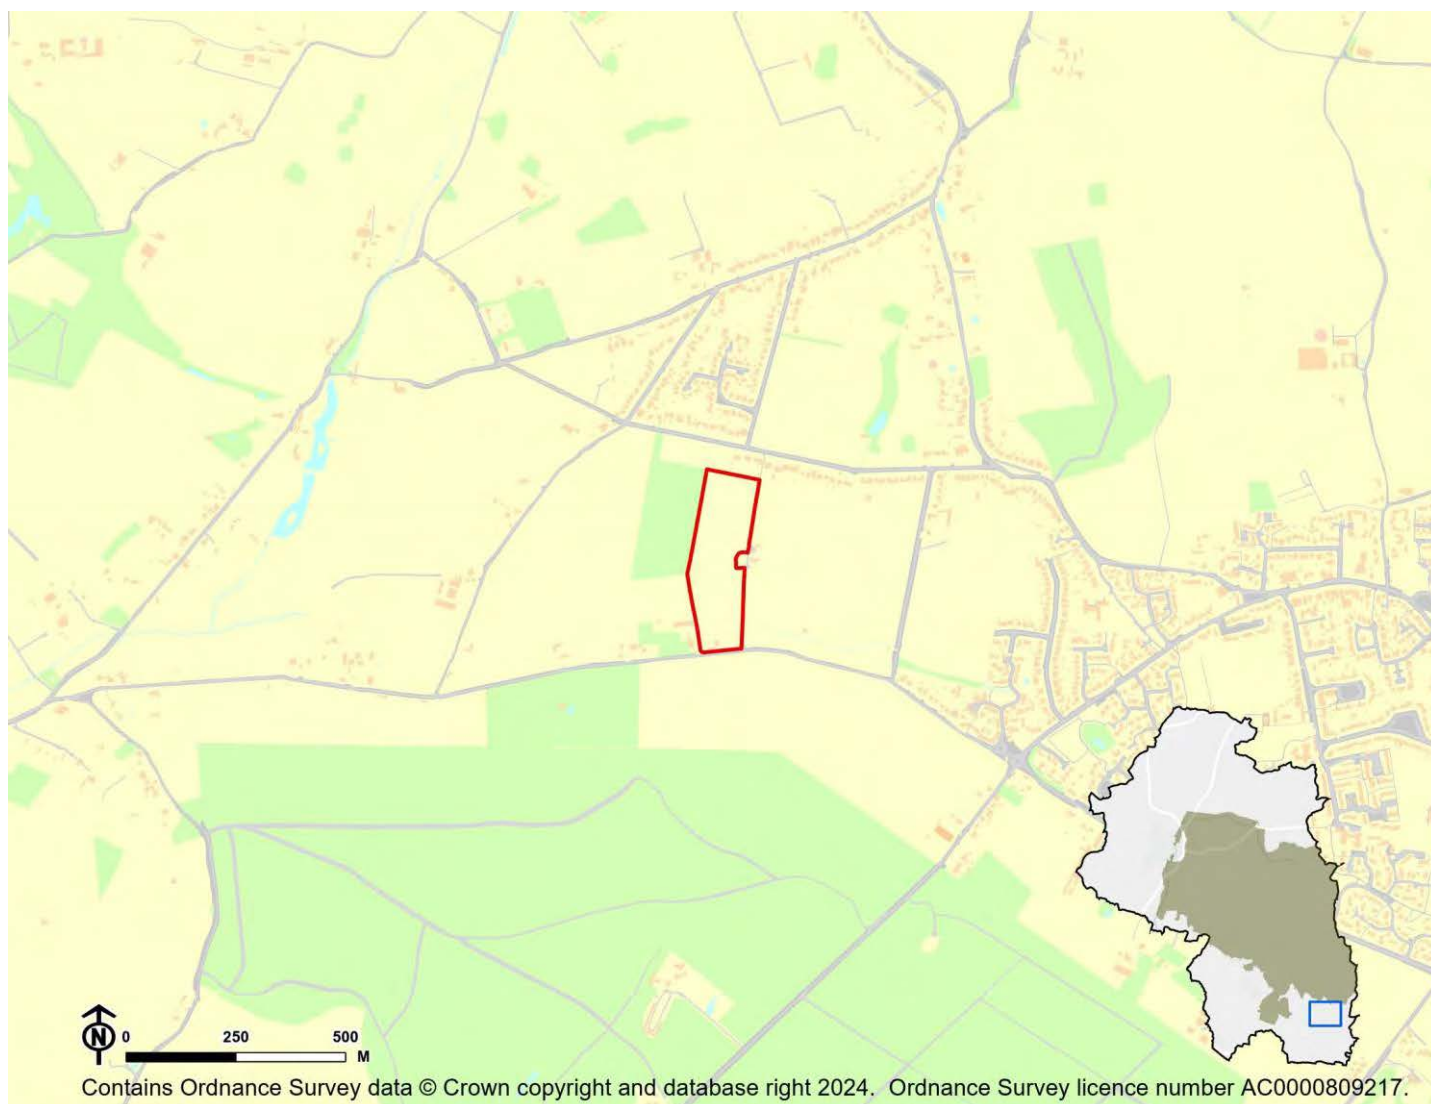 N
0 250 500
M
Contains Ordnance Survey data © Crown copyright and database right 2024. Ordnance Survey licence number AC0000809217.